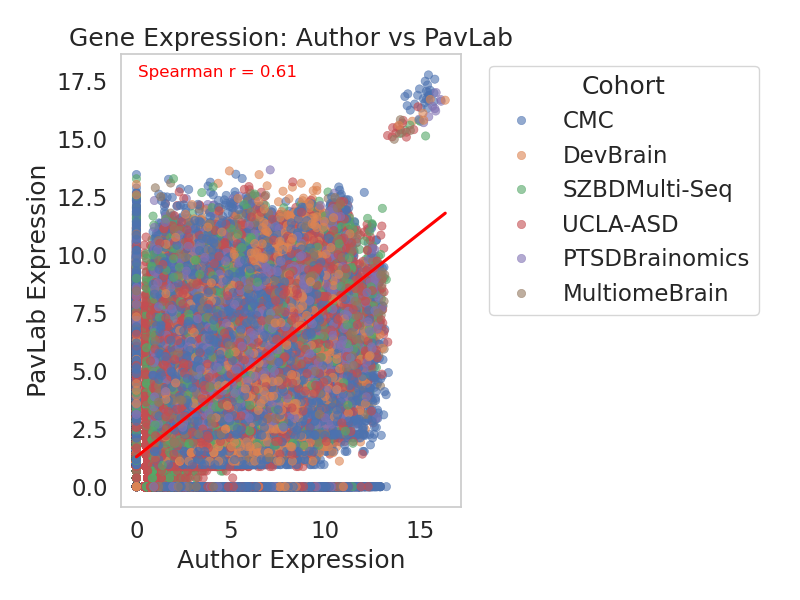 Gene Expression: Author vs PavLab
Spearman r = 0.61
PavLab Expression
17.5
15.0
12.5
10.0
7.5
5.0
2.5
0.0
0
5
10
15
Author Expression
Cohort
CMC
DevBrain
SZBDMulti-Seq
UCLA-ASD
PTSDBrainomics
MultiomeBrain